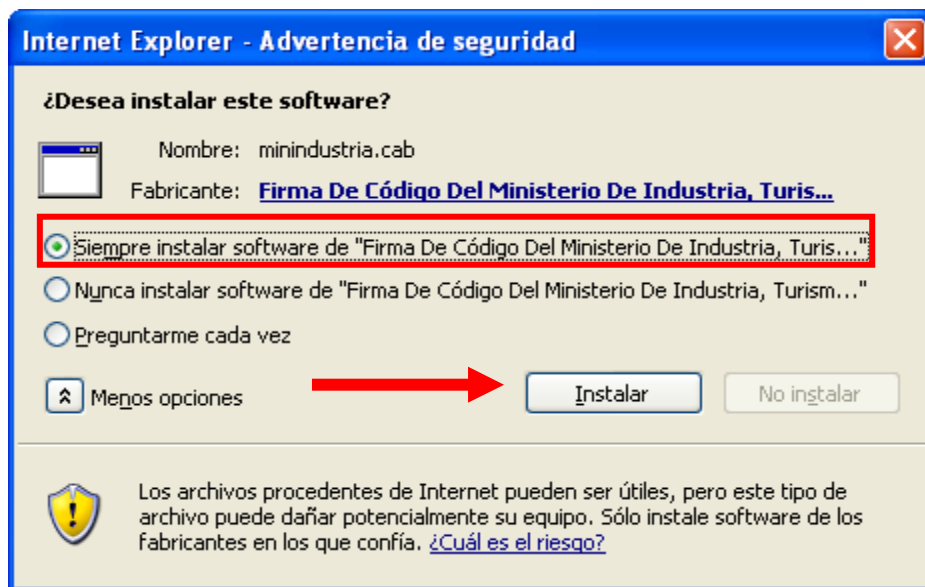 Internet Explorer - Advertencia de seguridad
¿Desea instalar este software?
Nombre: minindustria.cab
Fabricante: Firma De Código Del Ministerio De Industria, Turis...
Siempre instalar software de "Firma De Código Del Ministerio De Industria, Turis..."
Nunca instalar software de "Firma De Código Del Ministerio De Industria, Turism..."
Preguntarme cada vez
Menos opciones
Instalar
No instalar
Los archivos procedentes de Internet pueden ser útiles, pero este tipo de
archivo puede dañar potencialmente su equipo. Sólo instale software de los
fabricantes en los que confía. ¿Cuál es el riesgo?